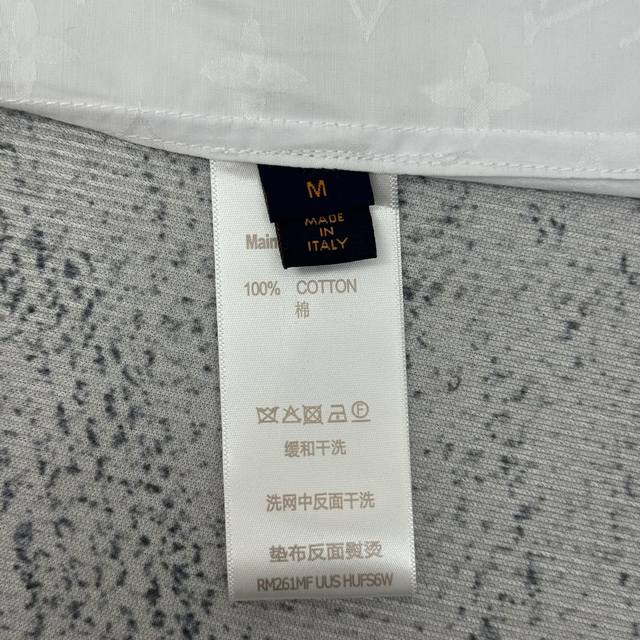 M
MADE
IN
ITALY
Main
100% COTTON
棉
F
缓和干洗
洗网中反面干洗
垫布反面熨烫
RM261MF UUS HUFS6W